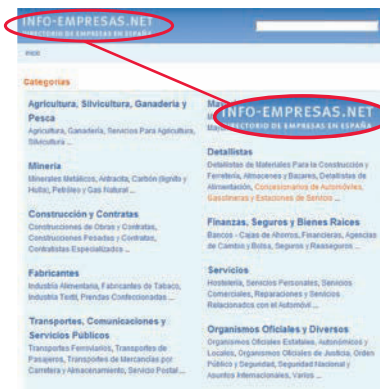 INFO-EMPRESAS.NET
DIRECTORIO DE EMPRESAS EN ESPAÑA
Inicio
Categorías
Agricultura, Silvicultura, Ganadería y
Pesca
Agricultura, Ganadería, Servicios Para Agricultura,
Silvicultura ...
Minería
Minerales Metálicos, Antracita, Carbón (lignito y
Hulla), Petróleo y Gas Natural ...
Construcción y Contratas
Construcciones de Obras y Contratas,
Construcciones Pesadas y Contratas,
Contratistas Especializados ...
Fabricantes
Industria Alimentaria, Fabricantes de Tabaco,
Industria Textil, Prendas Confeccionadas ...
Transportes, Comunicaciones y
Servicios Públicos
Transportes Ferroviarios, Transportes de
Pasajeros, Transportes de Mercancías por
Carretera y Almacenamiento, Servicio Postal ...
INFO-EMPRESAS.NET
DIRECTORIO DE EMPRESAS EN ESPAÑA
Detallistas
Detallistas de Materiales Para la Construcción y
Ferretería, Almacenes y Bazares, Detallistas de
Alimentación, Concesionarios de Automóviles,
Gasolineras y Estaciones de Servicio ...
Finanzas, Seguros y Bienes Raices
Bancos - Cajas de Ahorros, Financieras, Agencias
de Cambio y Bolsa, Seguros y Reaseguros ...
Servicios
Hostelería, Servicios Personales, Servicios
Comerciales, Reparaciones y Servicios
Relacionados con el Automóvil ...
Organismos Oficiales y Diversos
Organismos Oficiales Estatales, Autonómicos y
Locales, Organismos Oficiales de Justicia, Orden
Público y Seguridad, Seguridad Nacional y
Asuntos Internacionales, Varios ...